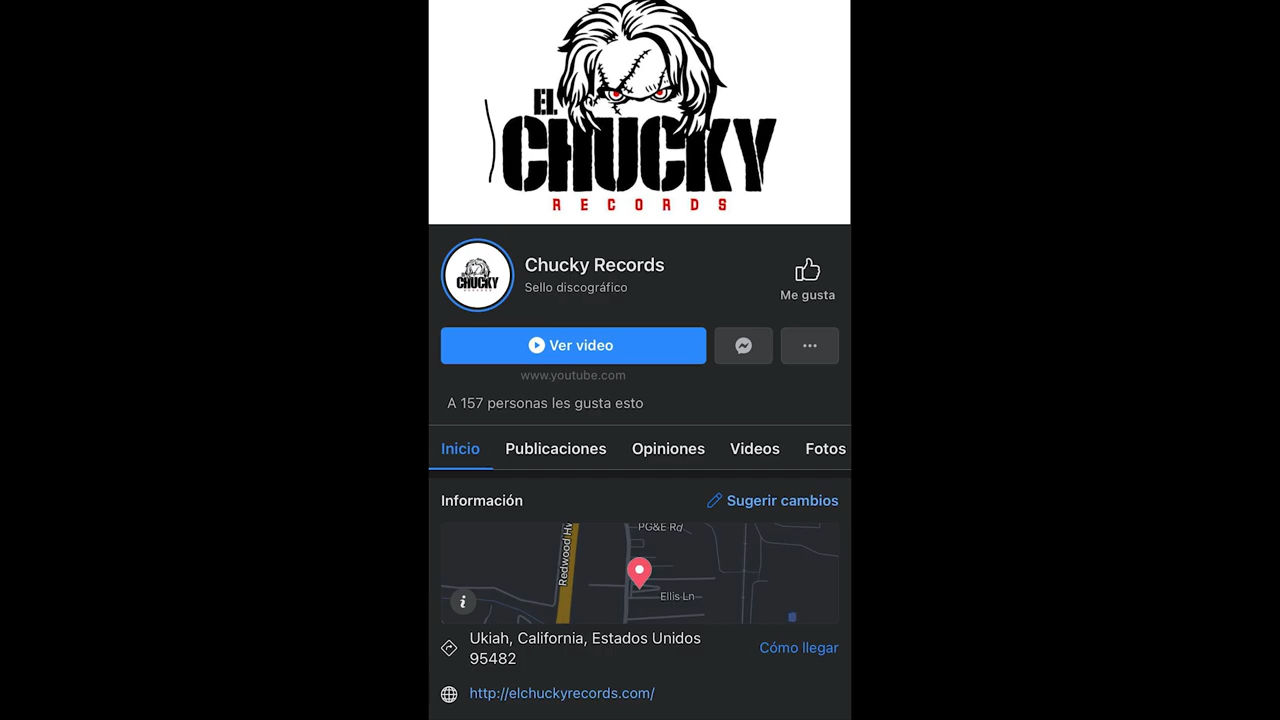 EL
CHUCKY
RECORDS
CHUCKY
Chucky Records
Sello discográfico
Me gusta
Ver video
www.youtube.com
A 157 personas les gusta esto
Inicio Publicaciones Opiniones Videos Fotos
Información
Sugerir cambios
PG&E Rd
Redwood Hw
Ellis Ln
Ukiah, California, Estados Unidos
95482
Cómo llegar
http://elchuckyrecords.com/